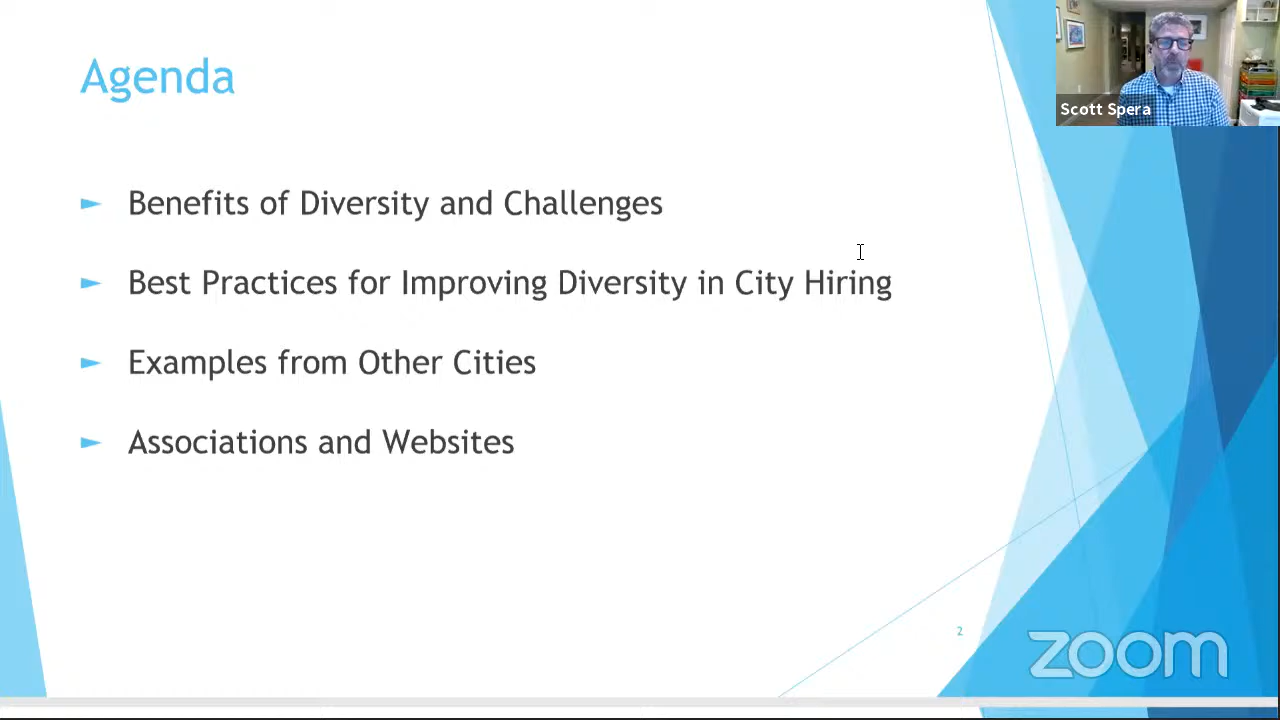 Agenda
Scott Spera
Benefits of Diversity and Challenges
Best Practices for Improving Diversity in City Hiring
Examples from Other Cities
Associations and Websites
2
zoom